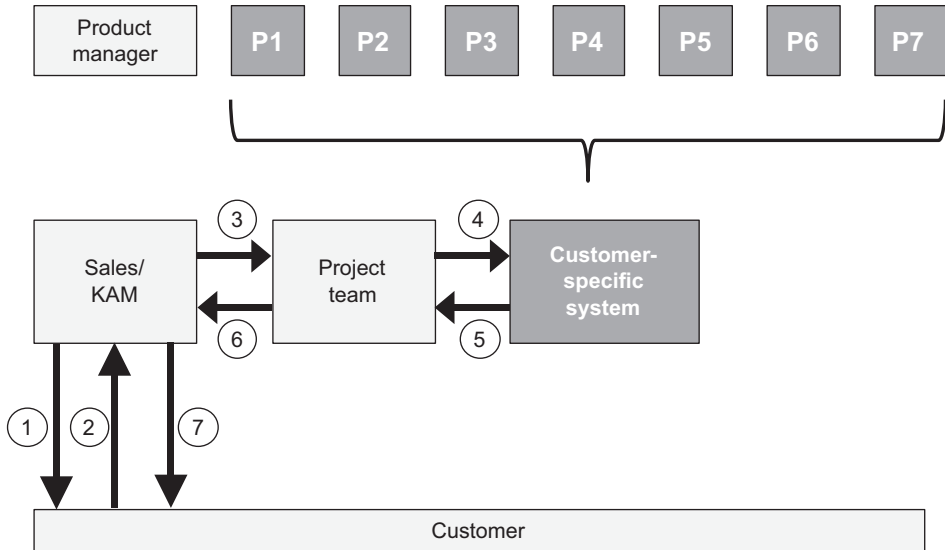 Product
manager
P1
P2
P3
P4
P5
P6
P7
3
4
Sales/
KAM
Project
team
Customer-
specific
system
6
5
1
2
7
Customer